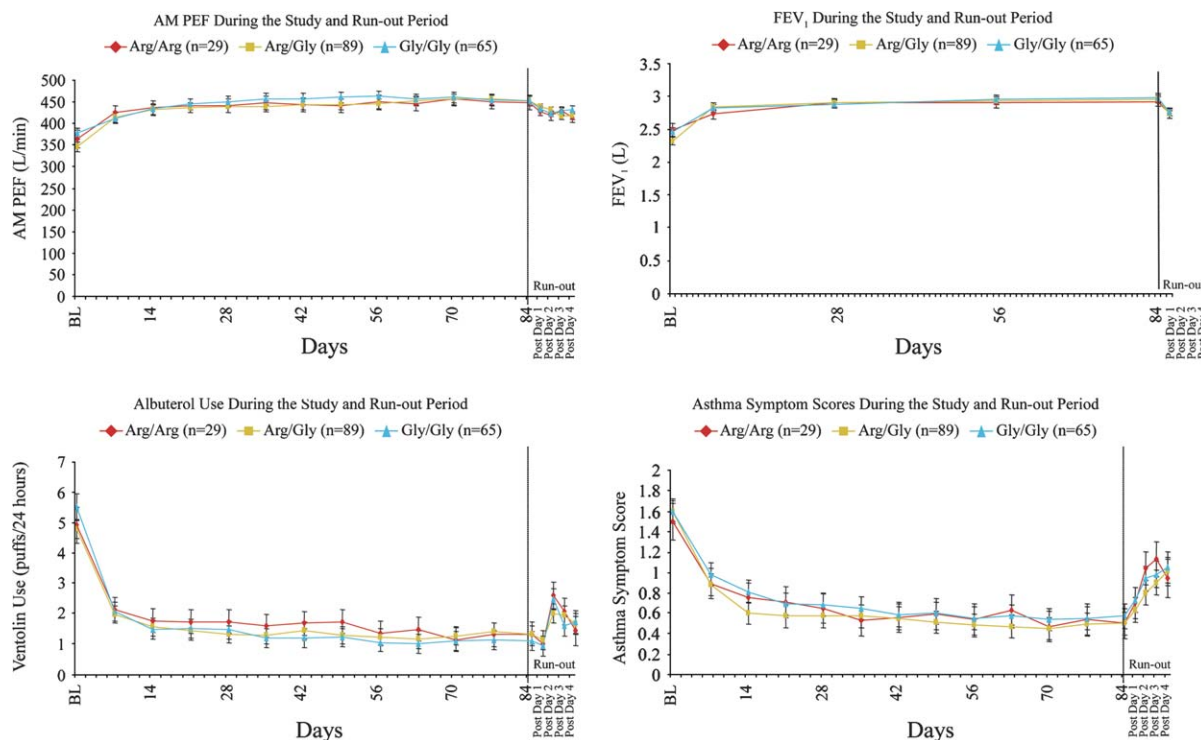 AM PEF During the Study and Run-out Period
Arg/Arg (n=29) Arg/Gly (n=89) Gly/Gly (n=65)
AM PEF (L/min)
500
450
400
350
300
250
200
150
100
50
0
Run-out
BL 14 28 42 56 70 84 Post Day 1 Post Day 2 Post Day 3 Post Day 4
Days
FEV₁ During the Study and Run-out Period
Arg/Arg (n=29) Arg/Gly (n=89) Gly/Gly (n=65)
FEV₁ (L)
3.5
3
2.5
2
1.5
1
0.5
0
Run-out
BL 28 56 84 Post Day 1 Post Day 2 Post Day 3
Days
Albuterol Use During the Study and Run-out Period
Arg/Arg (n=29) Arg/Gly (n=89) Gly/Gly (n=65)
Ventolin Use (puffs/24 hours)
7
6
5
4
3
2
1
0
Run-out
BL 14 28 42 56 70 84 Post Day 1 Post Day 2 Post Day 3 Post Day 4
Days
Asthma Symptom Scores During the Study and Run-out Period
Arg/Arg (n=29) Arg/Gly (n=89) Gly/Gly (n=65)
Asthma Symptom Score
2
1.8
1.6
1.4
1.2
1
0.8
0.6
0.4
0.2
0
Run-out
BL 14 28 42 56 70 84 Post Day 1 Post Day 2 Post Day 3 Post Day 4
Days